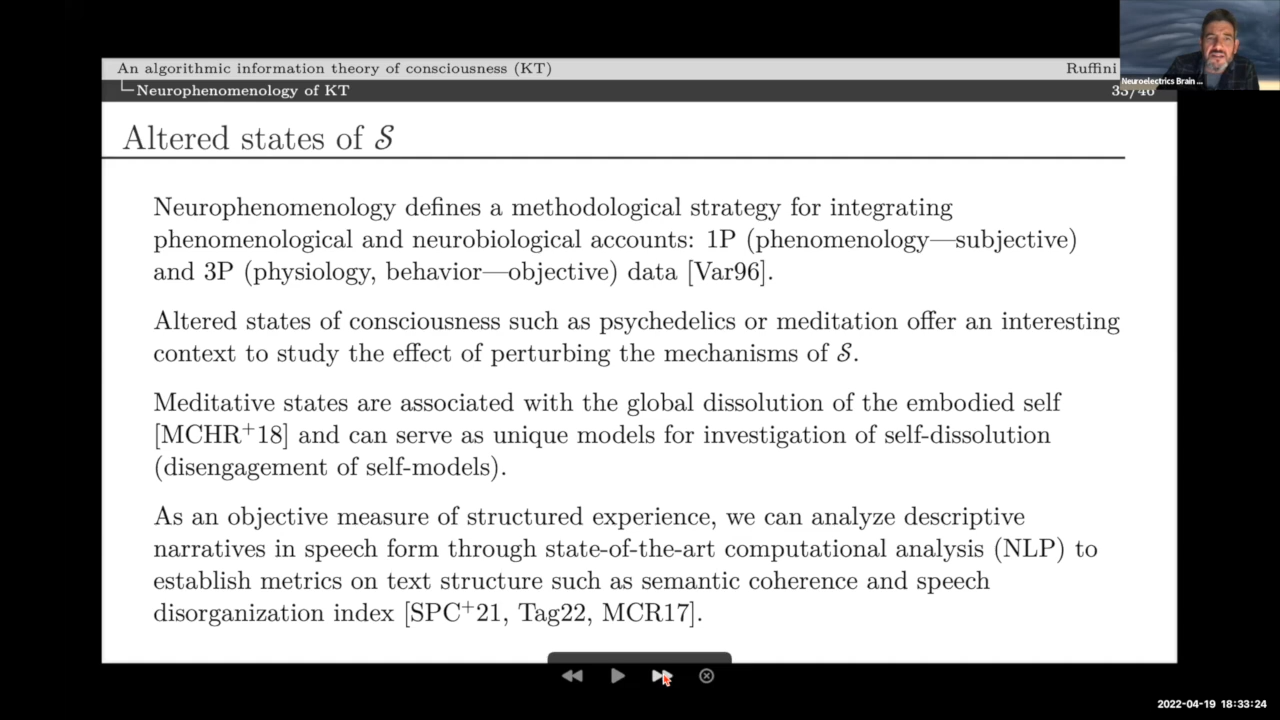 An algorithmic information theory of consciousness (KT)
Ruffini
Neurophenomenology of KT
33/46
Neuroelectrics Brain ...
Altered states of 𝒮
Neurophenomenology defines a methodological strategy for integrating
phenomenological and neurobiological accounts: 1P (phenomenology—subjective)
and 3P (physiology, behavior—objective) data [Var96].
Altered states of consciousness such as psychedelics or meditation offer an interesting
context to study the effect of perturbing the mechanisms of 𝒮.
Meditative states are associated with the global dissolution of the embodied self
[MCHR+18] and can serve as unique models for investigation of self-dissolution
(disengagement of self-models).
As an objective measure of structured experience, we can analyze descriptive
narratives in speech form through state-of-the-art computational analysis (NLP) to
establish metrics on text structure such as semantic coherence and speech
disorganization index [SPC+21, Tag22, MCR17].
2022-04-19 18:33:24